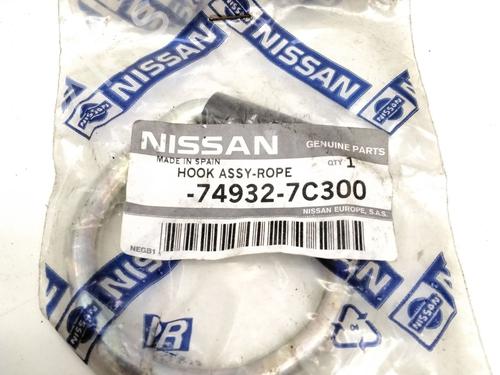 NISSAN
NISSAN
NISSAN
GENUINE PARTS
MADE IN SPAIN
QTY 1
HOOK ASSY-ROPE
-74932-7C300
NISSAN EUROPE, S.A.S.
NEGB1
NISSAN
NISSAN